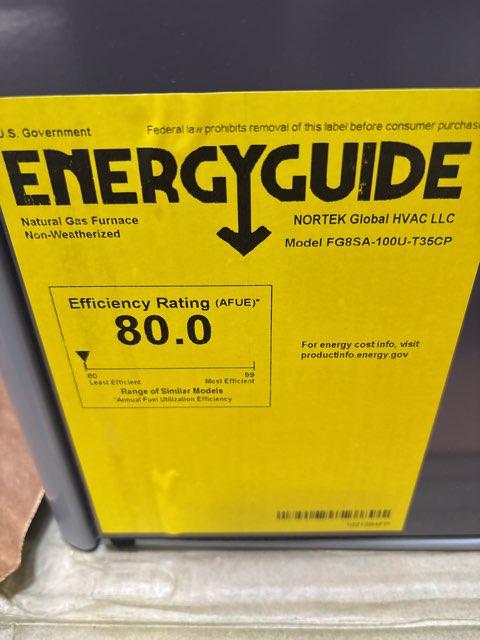 U.S. Government Federal law prohibits removal of this label before consumer purchase
ENERGYGUIDE
Natural Gas Furnace
Non-Weatherized
NORTEK Global HVAC LLC
Model FG8SA-100U-T35CP
Efficiency Rating (AFUE)*
80.0
80 99
Least Efficient Most Efficient
Range of Similar Models
*Annual Fuel Utilization Efficiency
For energy cost info, visit
productinfo.energy.gov